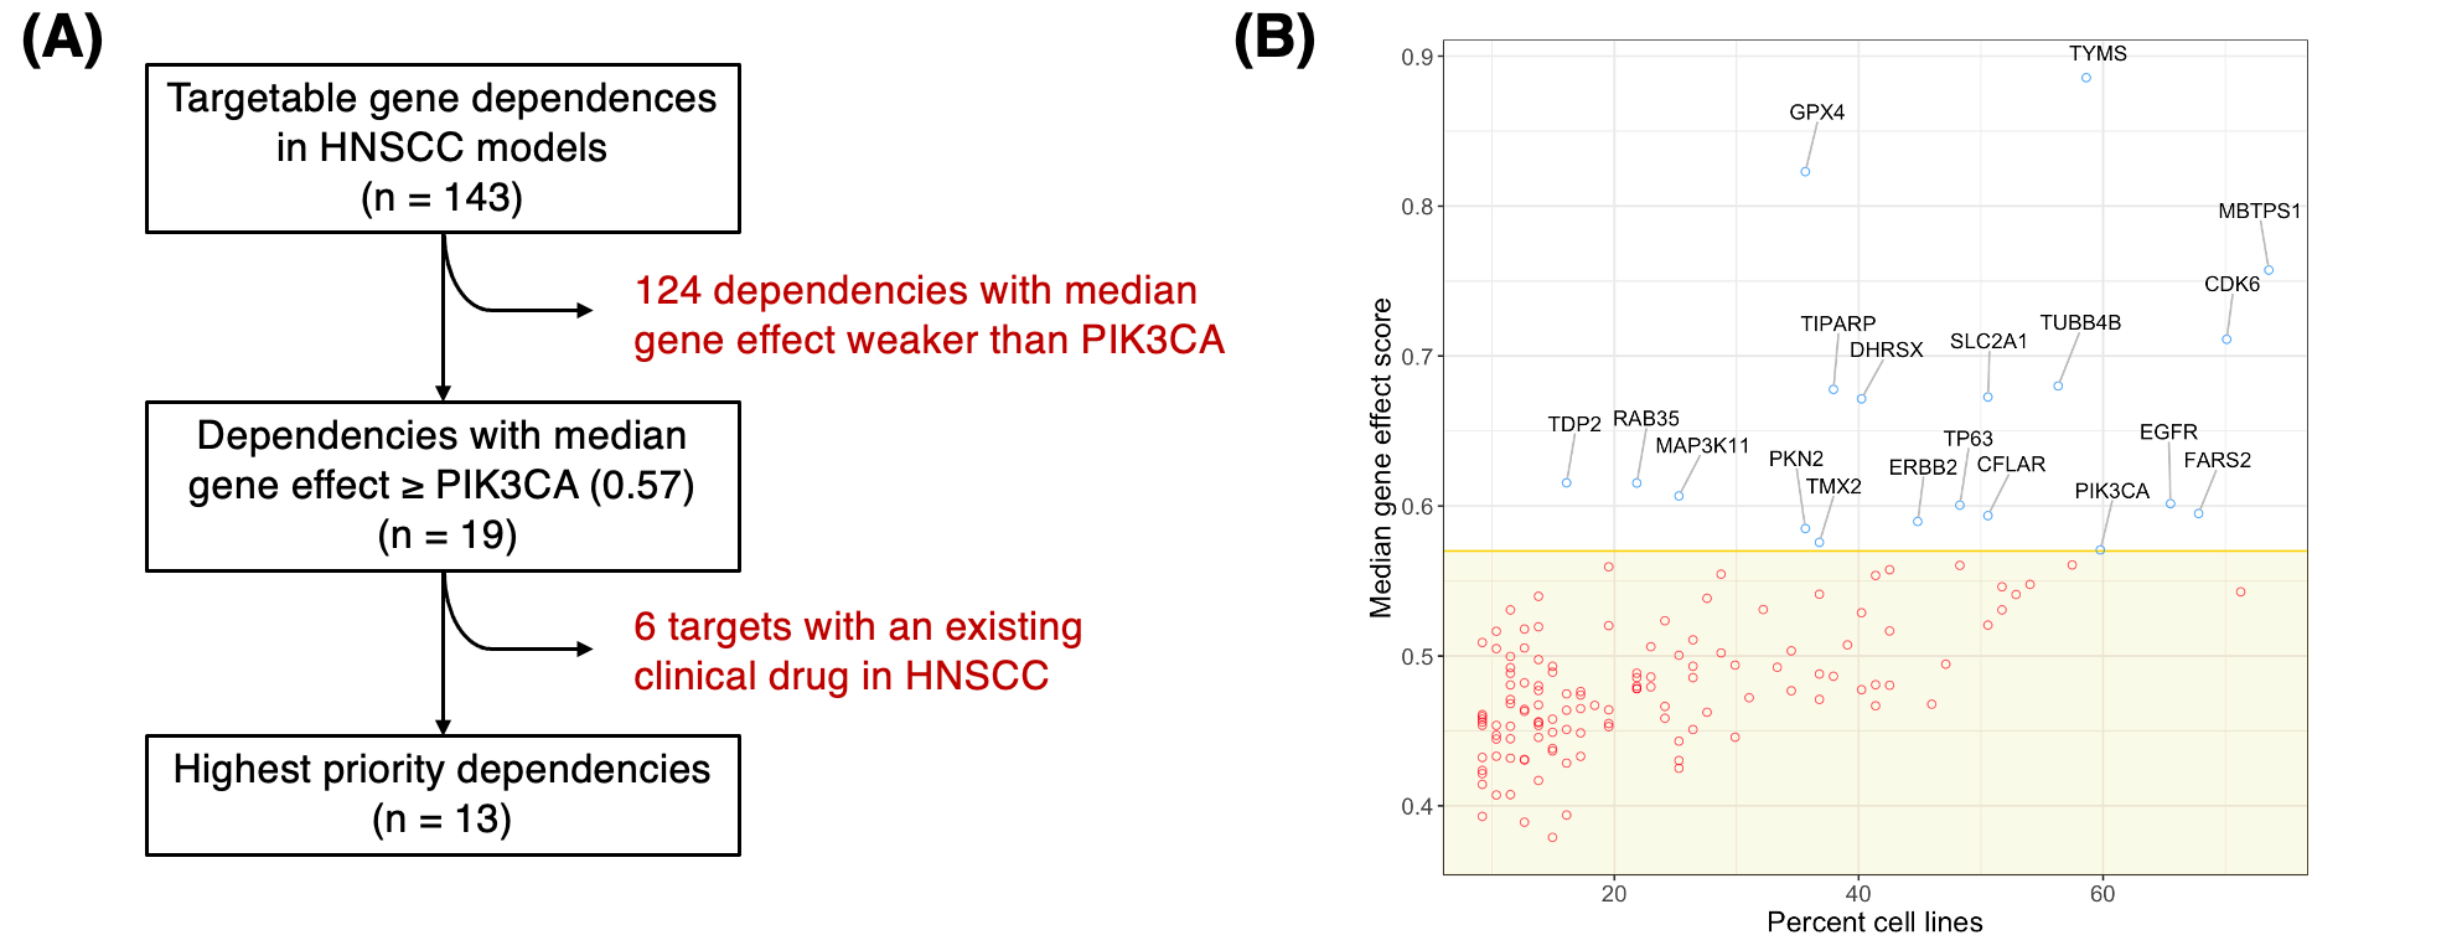 (A)
Targetable gene dependences
in HNSCC models
(n = 143)
124 dependencies with median
gene effect weaker than PIK3CA
Dependencies with median
gene effect ≥ PIK3CA (0.57)
(n = 19)
6 targets with an existing
clinical drug in HNSCC
Highest priority dependencies
(n = 13)
(B)
Median gene effect score
0.9
0.8
0.7
0.6
0.5
0.4
TYMS
GPX4
MBTPS1
CDK6
TIPARP
DHRSX
SLC2A1
TUBB4B
TDP2
RAB35
MAP3K11
PKN2
TMX2
ERBB2
TP63
CFLAR
PIK3CA
EGFR
FARS2
20
40
60
Percent cell lines